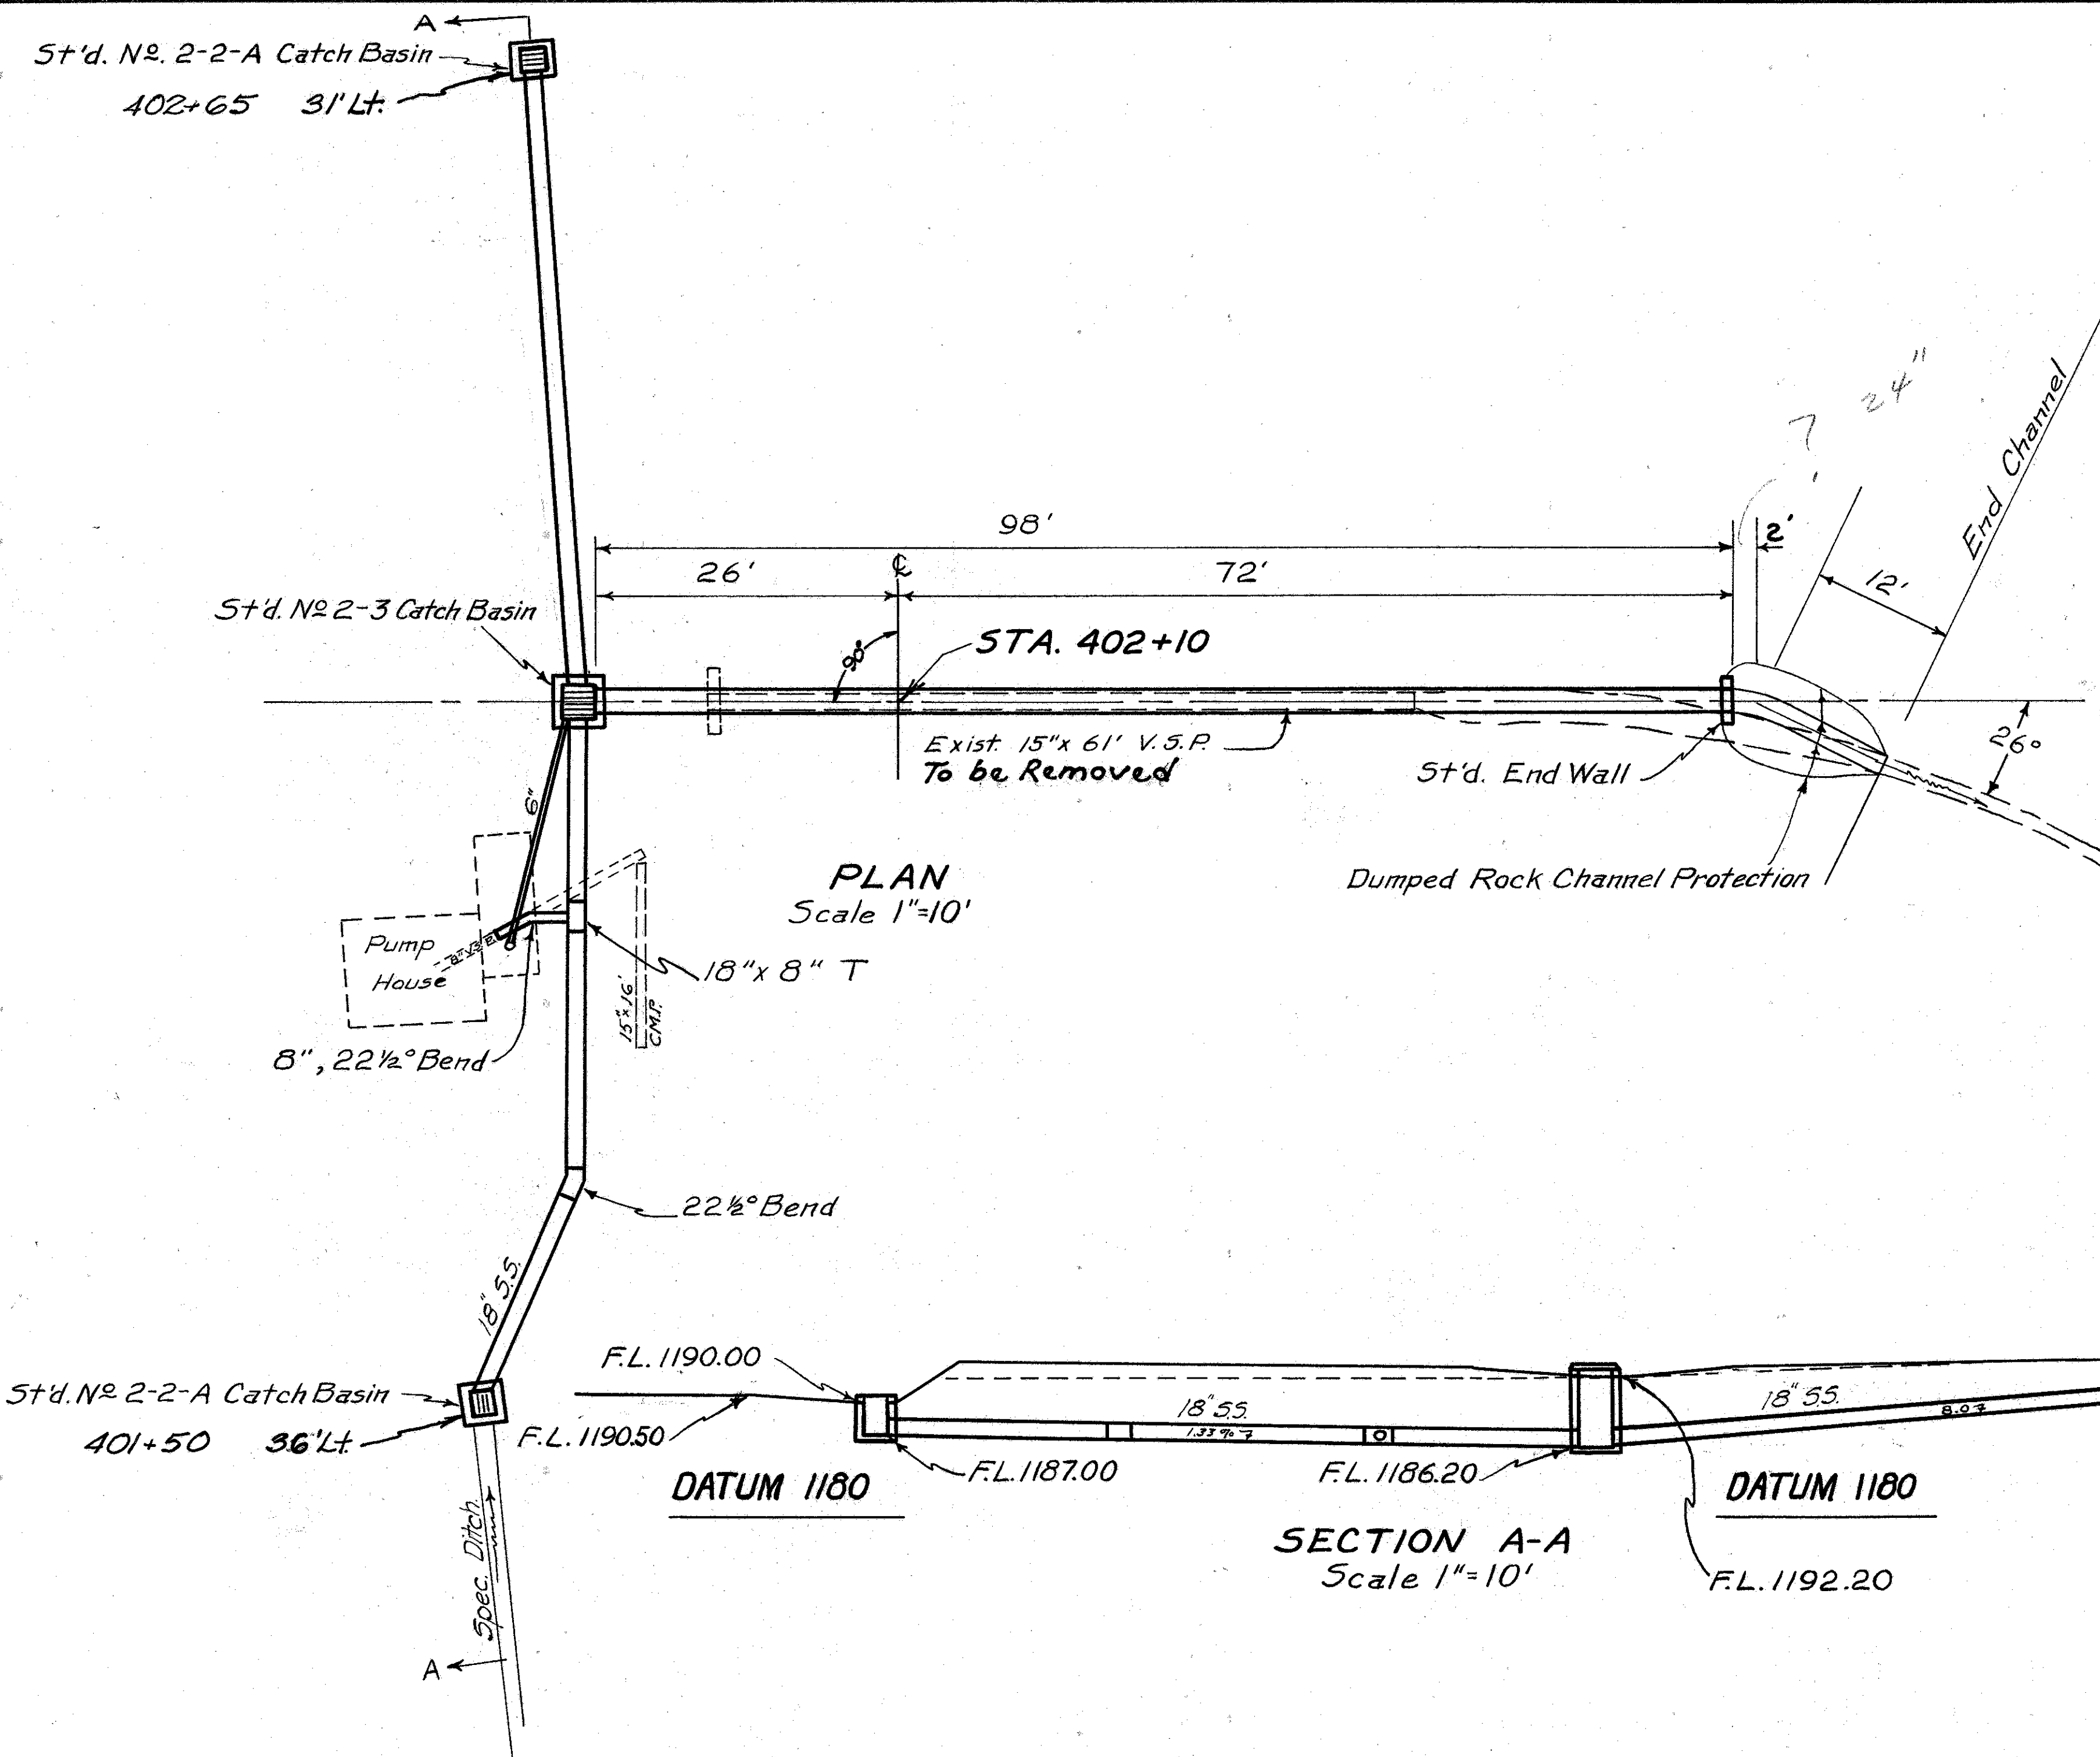 A
St'd. Nº. 2-2-A Catch Basin
402+65 31' Lt.
24"
End Channel
98'
2'
26'
℄
72'
12'
St'd. Nº 2-3 Catch Basin
90°
STA. 402+10
Exist. 15"x 61' V.S.P.
To be Removed
St'd. End Wall
26°
6"
PLAN
Scale 1"=10'
Dumped Rock Channel Protection
Pump
House
18"x 8" T
15"x 16'
C.M.P.
8", 22½° Bend
22½° Bend
18" S.S.
St'd. Nº 2-2-A Catch Basin
401+50 36' Lt.
F.L. 1190.00
F.L. 1190.50
18" S.S.
1.33%
18" S.S.
8.07
F.L. 1187.00
F.L. 1186.20
DATUM 1180
DATUM 1180
SECTION A-A
Scale 1"=10'
F.L. 1192.20
Spec. Ditch
A